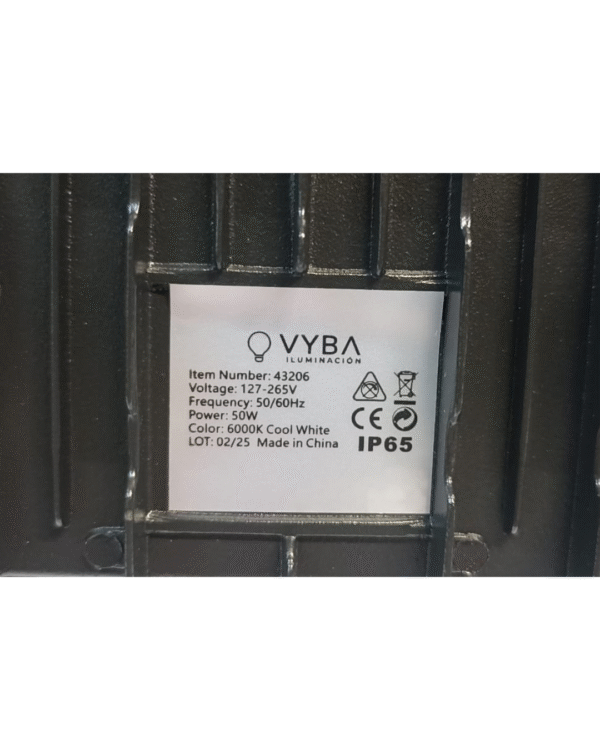 VYBA
ILUMINACIÓN
Item Number: 43206
Voltage: 127-265V
Frequency: 50/60Hz
Power: 50W
Color: 6000K Cool White
LOT: 02/25 Made in China
CE
IP65